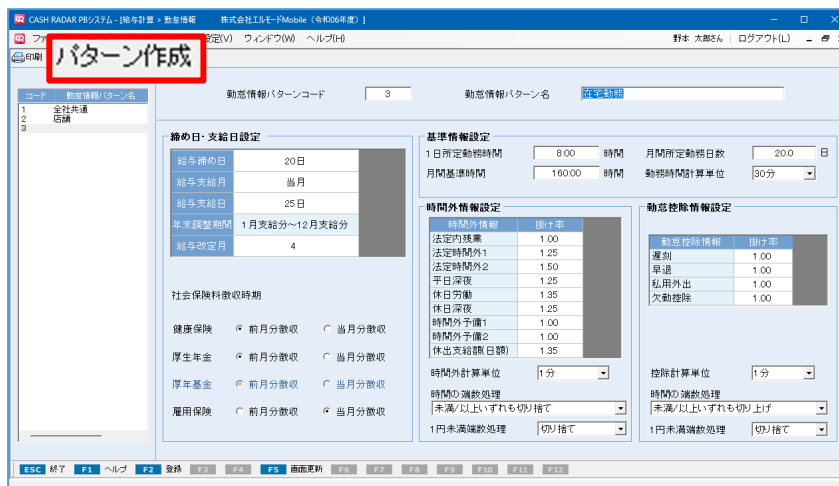 CASH RADAR PBシステム - [給与計算 > 勤怠情報 株式会社エルモードMobile（令和06年度）]
ファ 設定(V) ウィンドウ(W) ヘルプ(H) 野本 太郎さん | ログアウト(L)
印刷
パターン作成
コード 勤怠情報パターン名
1 全社共通
2 店舗
3
勤怠情報パターンコード 3 勤怠情報パターン名 在宅勤務
締め日・支給日設定
給与締め日 20日
給与支給月 当月
給与支給日 25日
年末調整期間 1月支給分～12月支給分
給与改定月 4
社会保険料徴収時期
健康保険 前月分徴収 当月分徴収
厚生年金 前月分徴収 当月分徴収
厚年基金 前月分徴収 当月分徴収
雇用保険 前月分徴収 当月分徴収
基準情報設定
1日所定勤務時間 8:00 時間 月間所定勤務日数 20.0 日
月間基準時間 160:00 時間 勤務時間計算単位 30分
時間外情報設定
時間外情報 掛け率
法定内残業 1.00
法定時間外1 1.25
法定時間外2 1.50
平日深夜 1.25
休日労働 1.35
休日深夜 1.25
時間外予備1 1.00
時間外予備2 1.00
休出支給額(日額) 1.35
時間外計算単位 1分
時間の端数処理
未満/以上いずれも切り捨て
1円未満端数処理 切り捨て
勤怠控除情報設定
勤怠控除情報 掛け率
遅刻 1.00
早退 1.00
私用外出 1.00
欠勤控除 1.00
控除計算単位 1分
時間の端数処理
未満/以上いずれも切り上げ
1円未満端数処理 切り捨て
ESC 終了 F1 ヘルプ F2 登録 F3 F4 F5 画面更新 F6 F7 F8 F9 F10 F11 F12